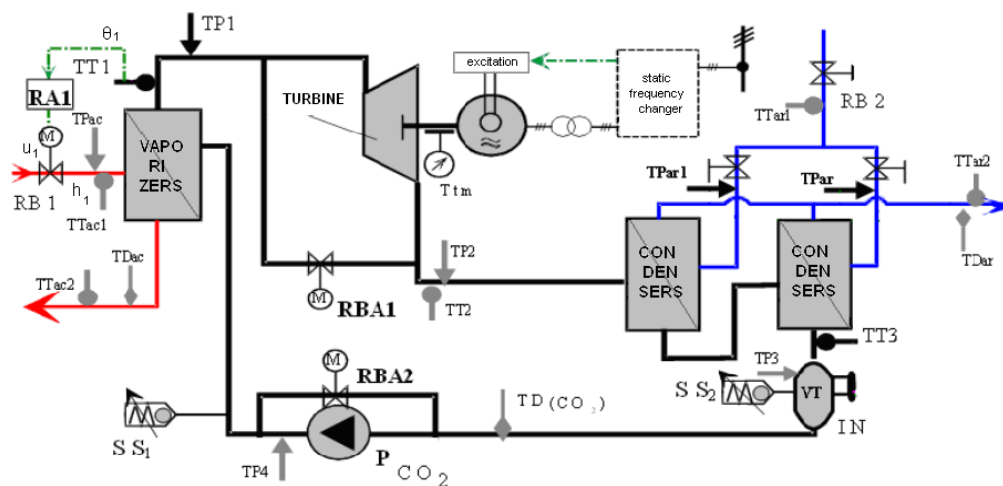 θ1
TP1
TT1
RA1
TPac
M
u1
h1
RB 1
TTac1
VAPO
RI
ZERS
TTac2
TDac
TURBINE
excitation
static
frequency
changer
Ttm
RB 2
TTar1
TPar1
TPar
TTar2
TDar
CON
DEN
SERS
CON
DEN
SERS
TP2
TT2
M
RBA1
TT3
TP3
SS2
VT
IN
M
RBA2
TD(CO2)
SS1
TP4
P
CO2